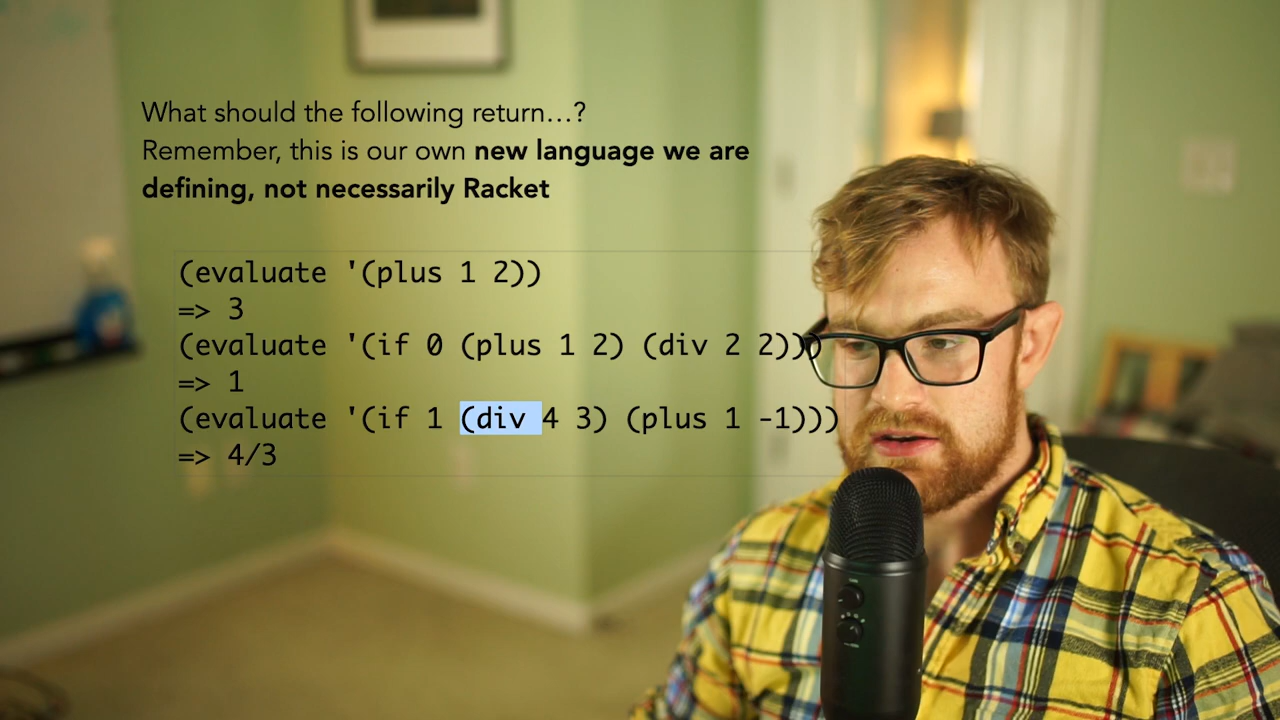 What should the following return…?
Remember, this is our own new language we are
defining, not necessarily Racket
(evaluate '(plus 1 2))
=> 3
(evaluate '(if 0 (plus 1 2) (div 2 2)))
=> 1
(evaluate '(if 1 (div 4 3) (plus 1 -1)))
=> 4/3